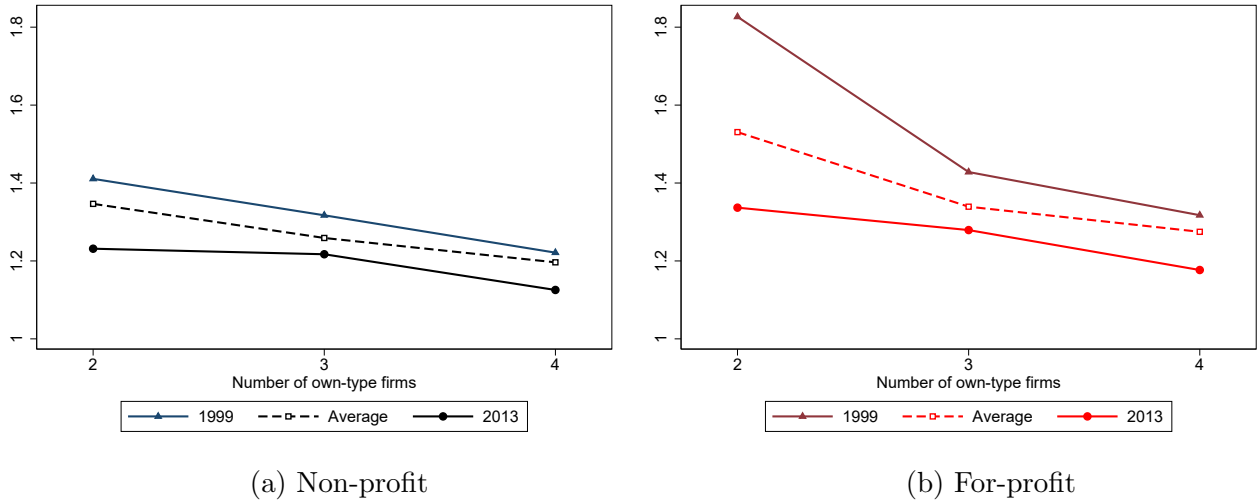 1.8
1.6
1.4
1.2
1
2 3 4
Number of own-type firms
1999 Average 2013
(a) Non-profit
1.8
1.6
1.4
1.2
1
2 3 4
Number of own-type firms
1999 Average 2013
(b) For-profit